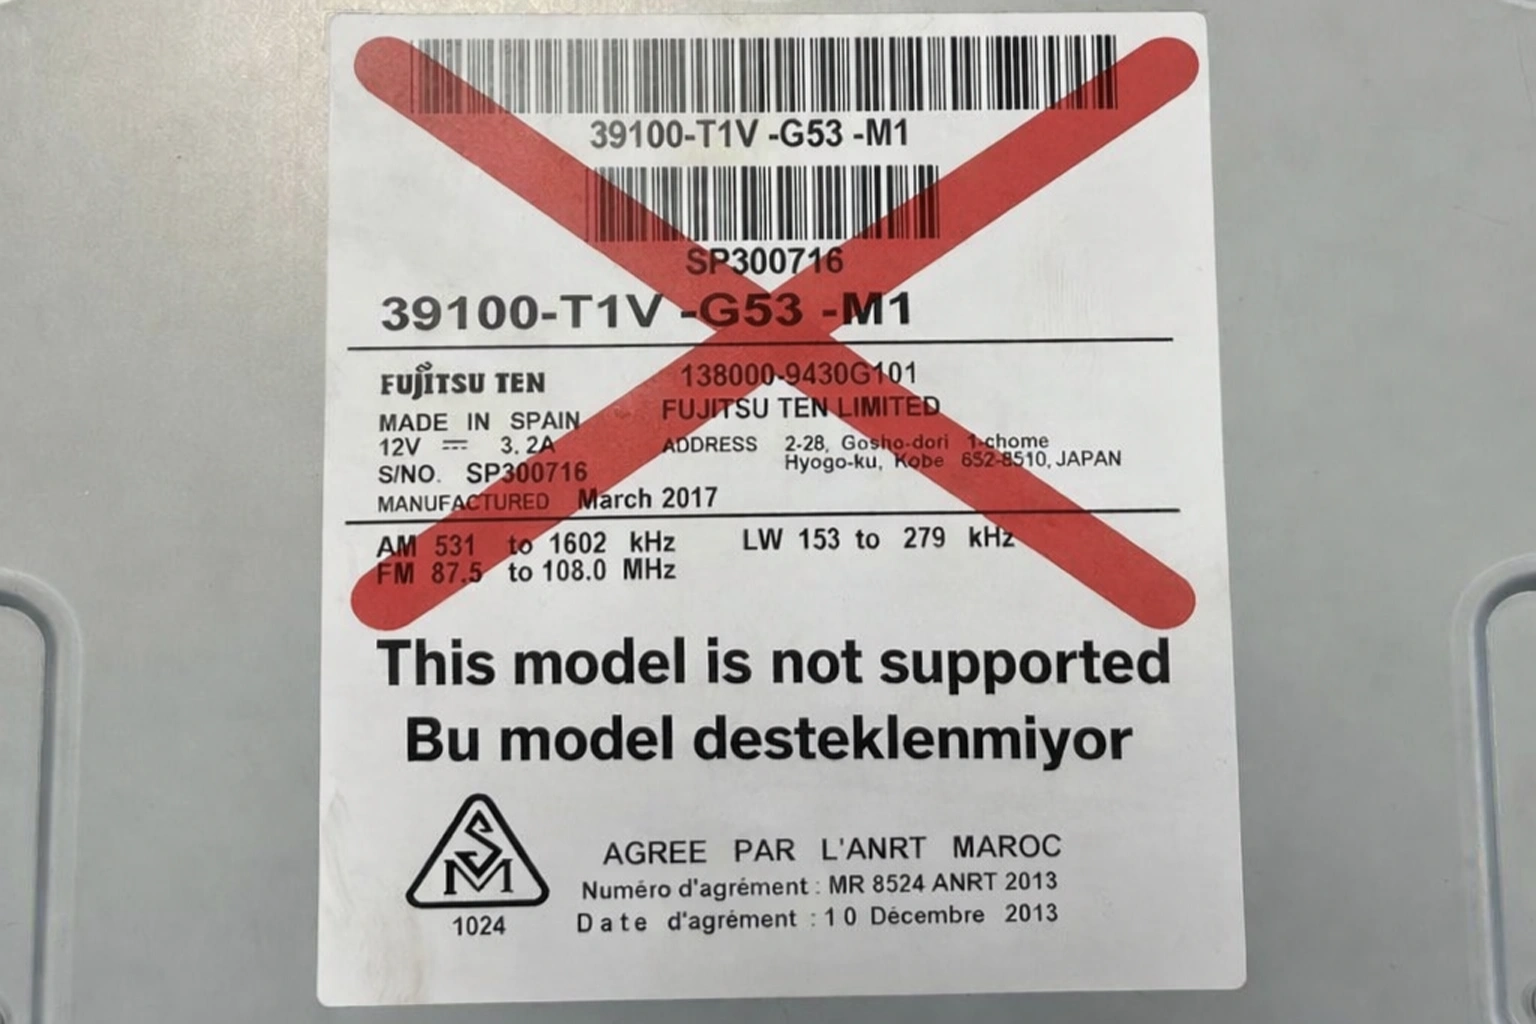 39100-T1V -G53 -M1
SP300716
39100-T1V -G53 -M1
FUJITSU TEN
138000-9430G101
FUJITSU TEN LIMITED
MADE IN SPAIN
12V ⎓ 3.2A
ADDRESS 2-28, Gosho-dori 1-chome
Hyogo-ku, Kobe 652-8510, JAPAN
S/NO. SP300716
MANUFACTURED March 2017
AM 531 to 1602 kHz LW 153 to 279 kHz
FM 87.5 to 108.0 MHz
This model is not supported
Bu model desteklenmiyor
SM
1024
AGREE PAR L'ANRT MAROC
Numéro d'agrément : MR 8524 ANRT 2013
Date d'agrément : 10 Décembre 2013